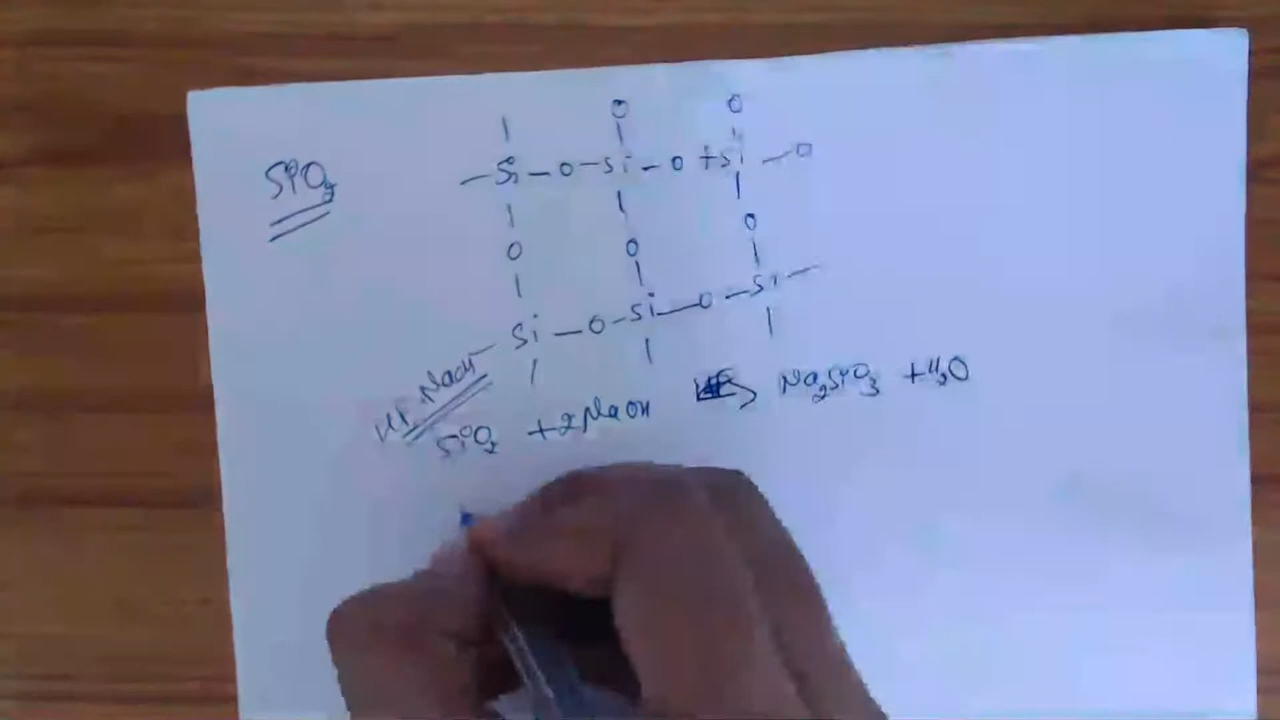 SiO2
O O
-Si-O-Si-O+Si-O
O O O
Si-O-Si-O-Si-
HF, NaOH
SiO2 + 2NaOH → Na2SiO3 + H2O